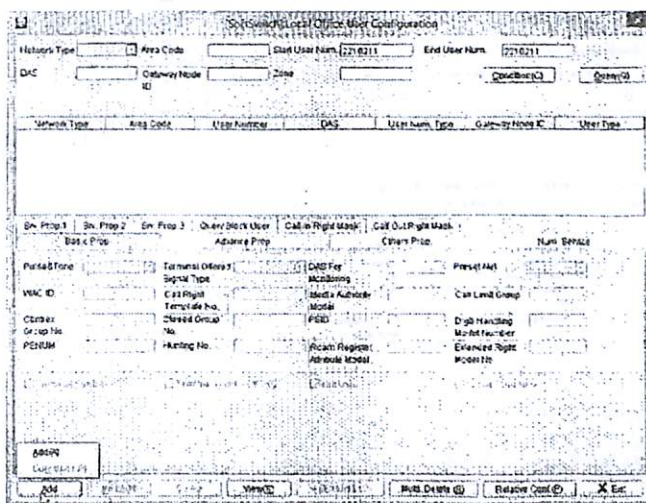 SoftSwitch Local Office User Configuration
Network Type Area Code Start User Num. 2210211 End User Num. 2210211
DAS Gateway Node ID Zone Condition(C) Query(Q)
Network Type Area Code User Number DAS User Num. Type Gateway Node ID User Type
Srv. Prop 1 Srv. Prop 2 Srv. Prop 3 Query Block User Call In Right Mask Call Out Right Mask
Basic Prop Advance Prop Others Prop. Num. Service
Pulse&Tone Terminal Offered Signal Type DAS For Monitoring Preset Net
WAC ID Call Right Template No. Media Authority Model Call Limit Group
Centrex Group No. Closed Group No. PSID Digit Handling Model Number
PENUM Hunting No. Roam Register Attribute Model Extended Right Model No
Add(A)
Add View(V) Multi. Delete Relative Conf.(P) X Exit